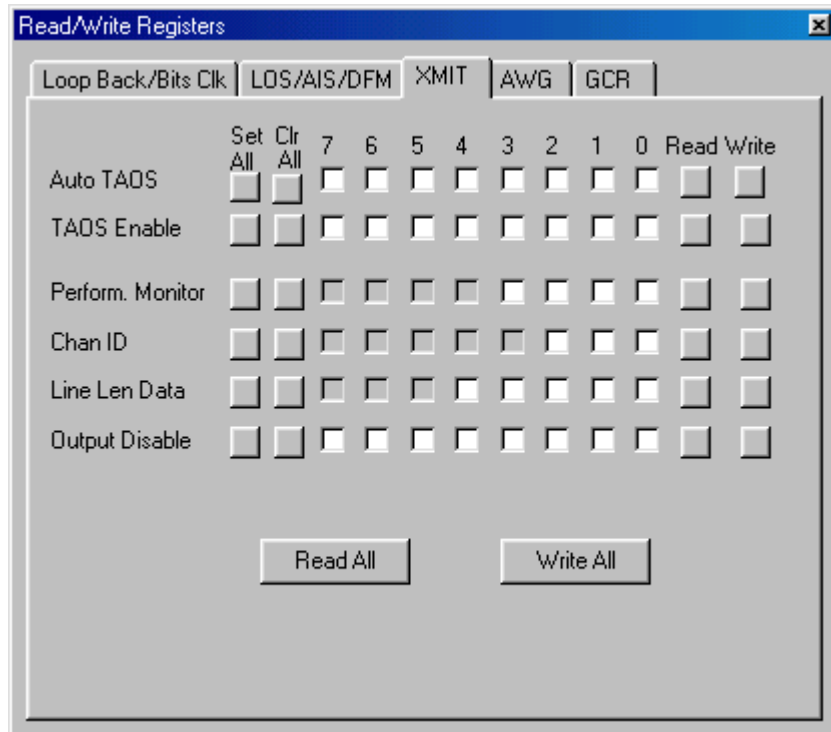 Read/Write Registers
Loop Back/Bits Clk LOS/AIS/DFM XMIT AWG GCR
Set All Clr All 7 6 5 4 3 2 1 0 Read Write
Auto TAOS
TAOS Enable
Perform. Monitor
Chan ID
Line Len Data
Output Disable
Read All Write All